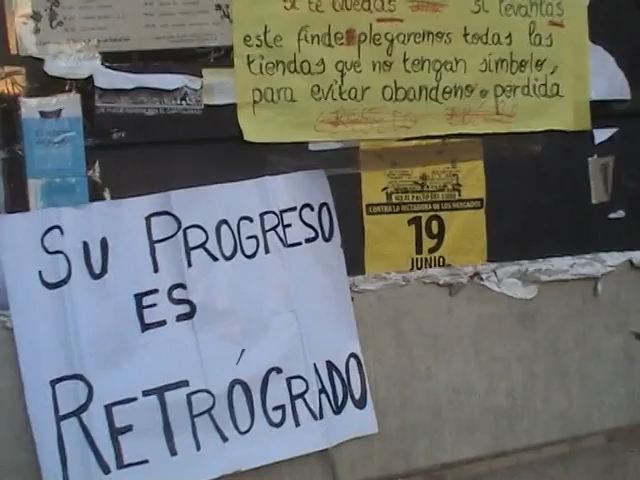 si te quedas si levantas
este finde plegaremos todas las
tiendas que no tengan símbolo,
para evitar abandono o perdida
CONTRA LA DICTADURA DE LOS MERCADOS
19
JUNIO
SU PROGRESO
ES
RETRÓGRADO